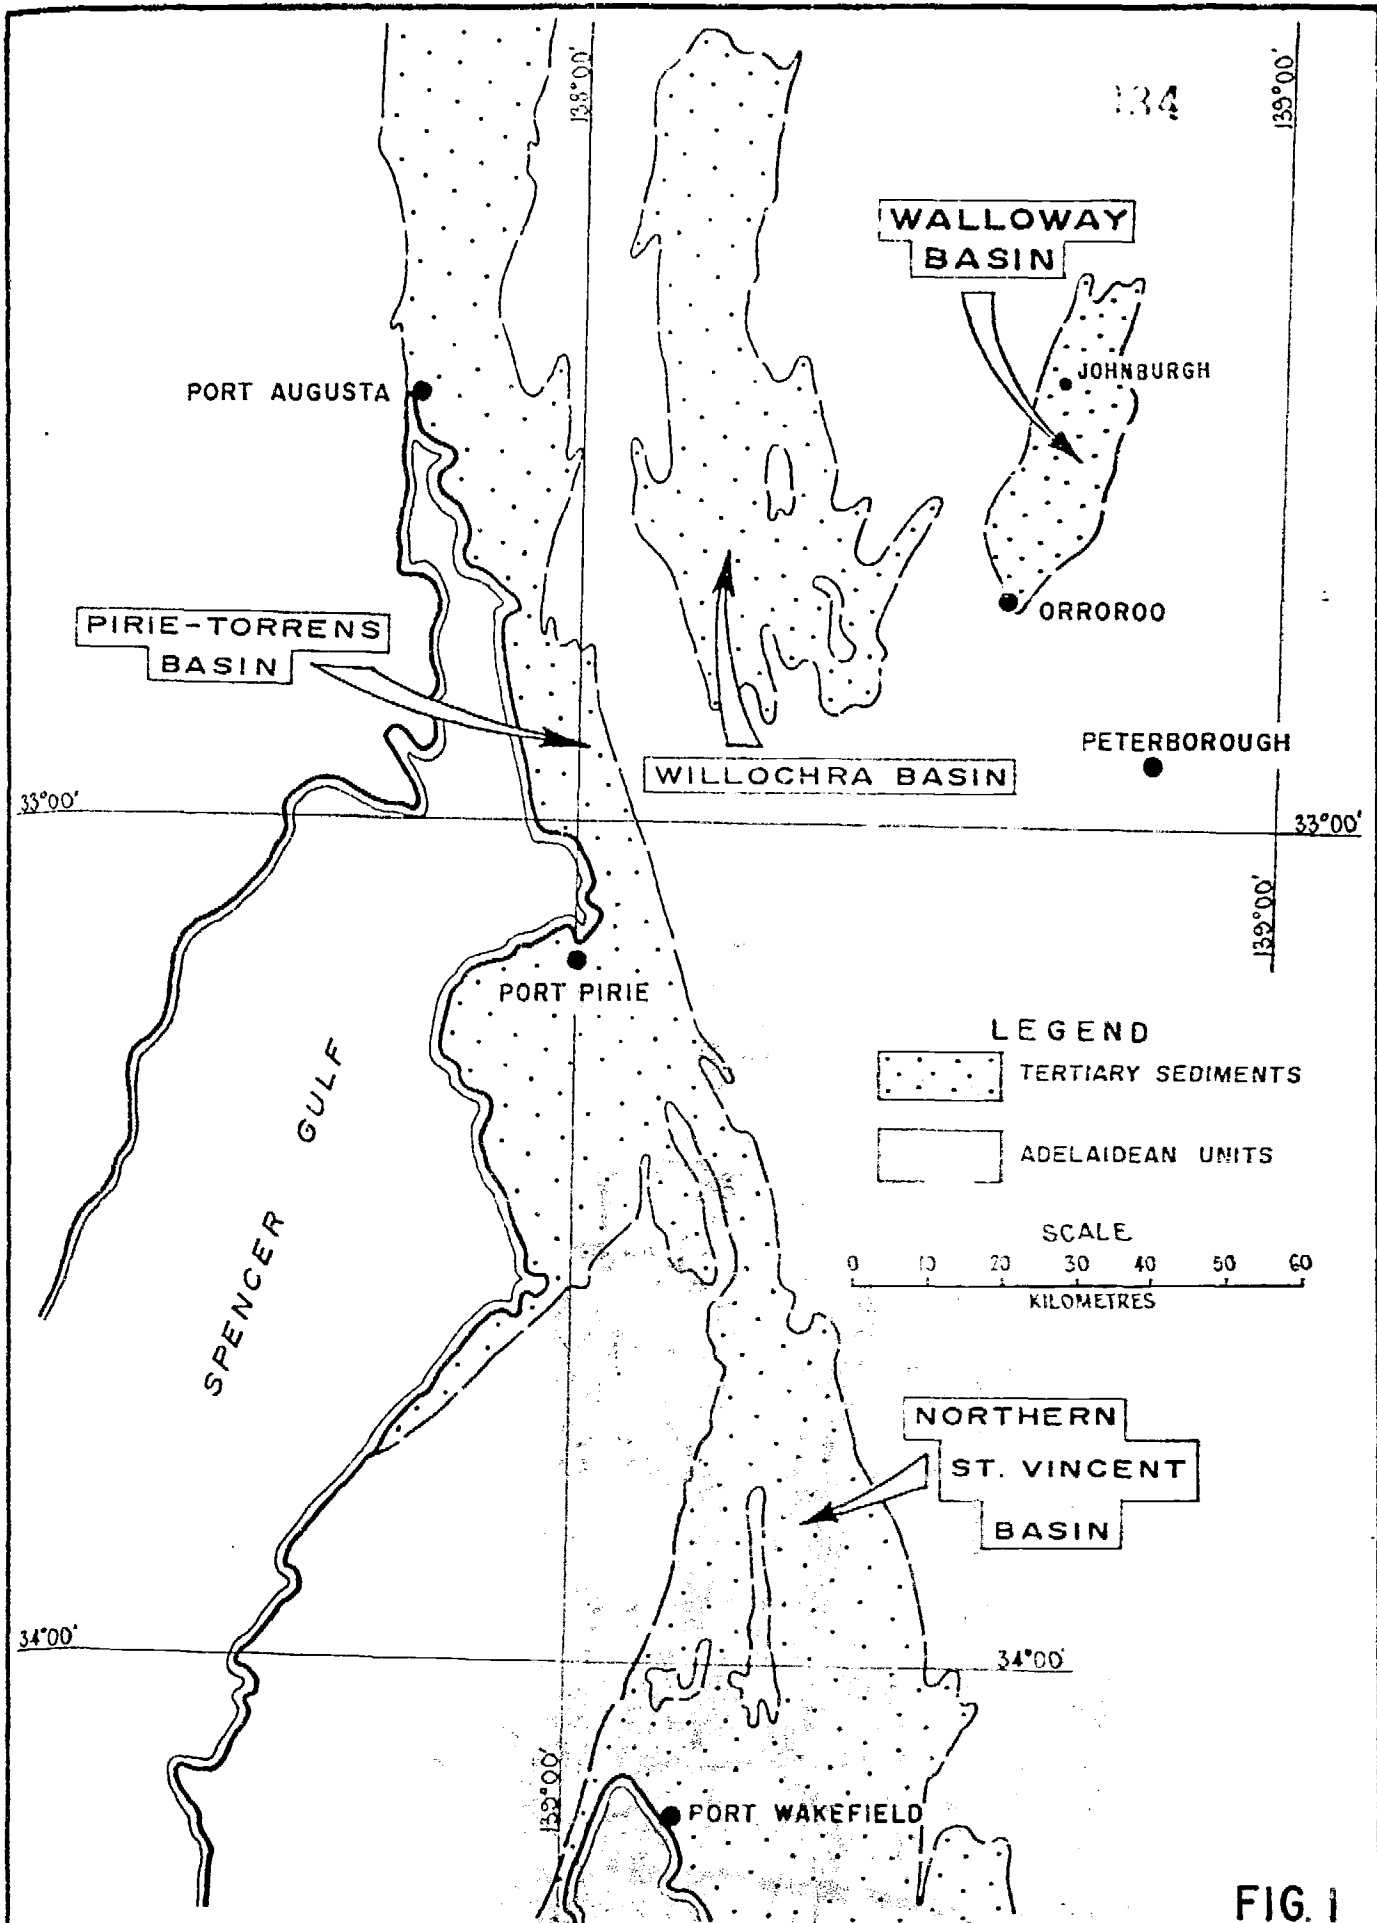 138°00'
139°00'
134
WALLOWAY
BASIN
JOHNBURGH
PORT AUGUSTA
ORROROO
PIRIE-TORRENS
BASIN
PETERBOROUGH
WILLOCHRA BASIN
33°00'
33°00'
139°00'
PORT PIRIE
LEGEND
TERTIARY SEDIMENTS
ADELAIDEAN UNITS
SPENCER GULF
SCALE
0 10 20 30 40 50 60
KILOMETRES
NORTHERN
ST. VINCENT
BASIN
34°00'
34°00'
139°00'
PORT WAKEFIELD
FIG. 1